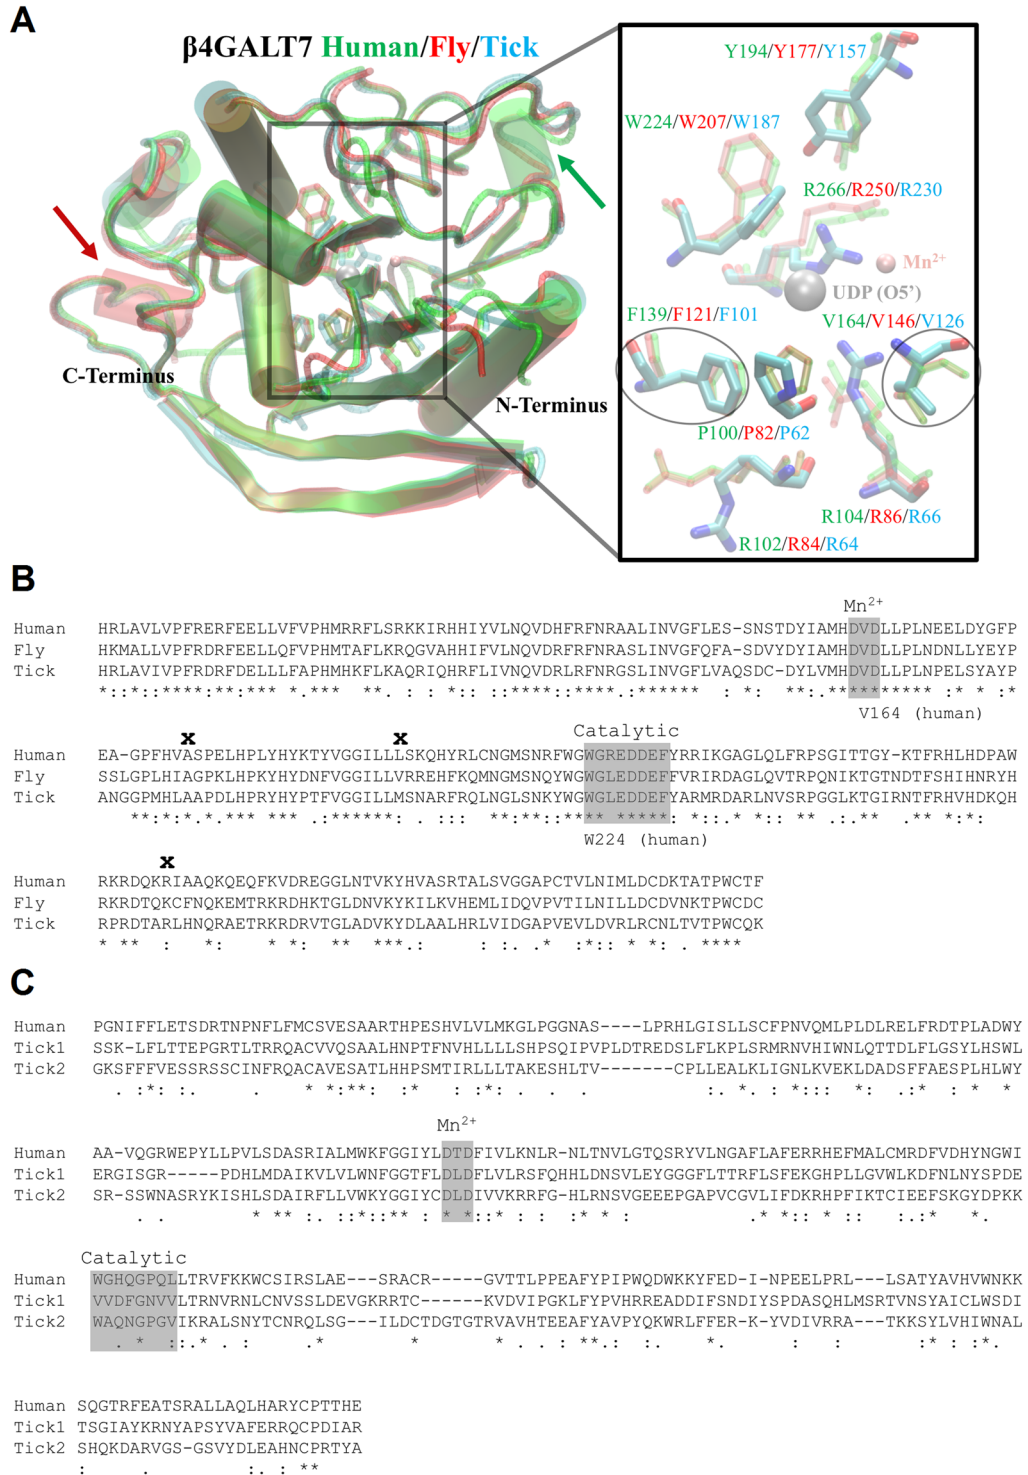 A
β4GALT7 Human/Fly/Tick
Y194/Y177/Y157
W224/W207/W187
R266/R250/R230
Mn2+
UDP (O5')
F139/F121/F101
V164/V146/V126
C-Terminus
N-Terminus
P100/P82/P62
R104/R86/R66
R102/R84/R64
B
Mn2+
Human HRLAVLVPFRERFEELLVFVPHMRRFLSRKKIRHHIYVLNQVDHFRFNRAALINVGFLES-SNSTDYIAMHDVDLLPLNEELDYGFP
Fly HKMALLVPFRDRFEELLQFVPHMTAFLKRQGVAHHIFVLNQVDRFRFNRASLINVGFQFA-SDVYDYIAMHDVDLLPLNDNLLYEYP
Tick HRLAVIVPFRDRFDELLLFAPHMHKFLKAQRIQHRFLIVNQVDRFRFNRGSLINVGFLVAQSDC-DYLVMHDVDLLPLNPELSYAYP
V164 (human)
x x
Catalytic
Human EA-GPFHVASPELHPLYHYKTYVGGILLLSKQHYRLCNGMSNRFWGWGREDDEFYRRIKGAGLQLFRPSGITTGY-KTFRHLHDPAW
Fly SSLGPLHIAGPKLHPKYHYDNFVGGILLVRREHFKQMNGMSNQYWGWGLEDDEFFVRIRDAGLQVTRPQNIKTGTNDTFSHIHNRYH
Tick ANGGPMHLAAPDLHPRYHYPTFVGGILLMSNARFRQLNGLSNKYWGWGLEDDEFYARMRDARLNVSRPGGLKTGIRNTFRHVHDKQH
W224 (human)
x
Human RKRDQKRIAAQKQEQFKVDREGGLNTVKYHVASRTALSVGGAPCTVLNIMLDCDKTATPWCTF
Fly RKRDTQKCFNQKEMTRKRDHKTGLDNVKYKILKVHEMLIDQVPVTILNILLDCDVNKTPWCDC
Tick RPRDTARLHNQRAETRKRDRVTGLADVKYDLAALHRLVIDGAPVEVLDVRLRCNLTVTPWCQK
C
Human PGNIFFLETSDRTNPNFLFMCSVESAARTHPESHVLVLMKGLPGGNAS----LPRHLGISLLSCFPNVQMLPLDLRELFRDTPLADWY
Tick1 SSK-LFLTTEPGRTLTRRQACVVQSAALHNPTFNVHLLLLSHPSQIPVPLDTREDSLFLKPLSRMRNVHIWNLQTTDLFLGSYLHSWL
Tick2 GKSFFFVESSRSSCINFRQACAVESATLHHPSMTIRLLLTAKESHLTV-------CPLLEALKLIGNLKVEKLDADSFFAESPLHLWY
Mn2+
Human AA-VQGRWEPYLLPVLSDASRIALMWKFGGIYLDTDFIVLKNLR-NLTNVLGTQSRYVLNGAFLAFERRHEFMALCMRDFVDHYNGWI
Tick1 ERGISGR-----PDHLMDAIKVLVLWNFGGTFLDLDFLVLRSFQHHLDNSVLEYGGGFLTTRFLSFEKGHPLLGVWLKDFNLNYSPDE
Tick2 SR-SSWNASRYKISHLSDAIRFLLVWKYGGIYCDLDIVVKRRFG-HLRNSVGEEEPGAPVCGVLIFDKRHPFIKTCIEEFSKGYDPKK
Catalytic
Human WGHQGPQLLTRVFKKWCSIRSLAE---SRACR-----GVTTLPPEAFYPIPWQDWKKYFED-I-NPEELPRL---LSATYAVHVWNKK
Tick1 VVDFGNVVLTRNVRNLCNVSSLDEVGKRRTC------KVDVIPGKLFYPVHRREADDIFSNDIYSPDASQHLMSRTVNSYAICLWSDI
Tick2 WAQNGPGVIKRALSNYTCNRQLSG---ILDCTDGTGTRVAVHTEEAFYAVPYQKWRLFFER-K-YVDIVRRA---TKKSYLVHIWNAL
Human SQGTRFEATSRALLAQLHARYCPTTHE
Tick1 TSGIAYKRNYAPSYVAFERRQCPDIAR
Tick2 SHQKDARVGS-GSVYDLEAHNCPRTYA